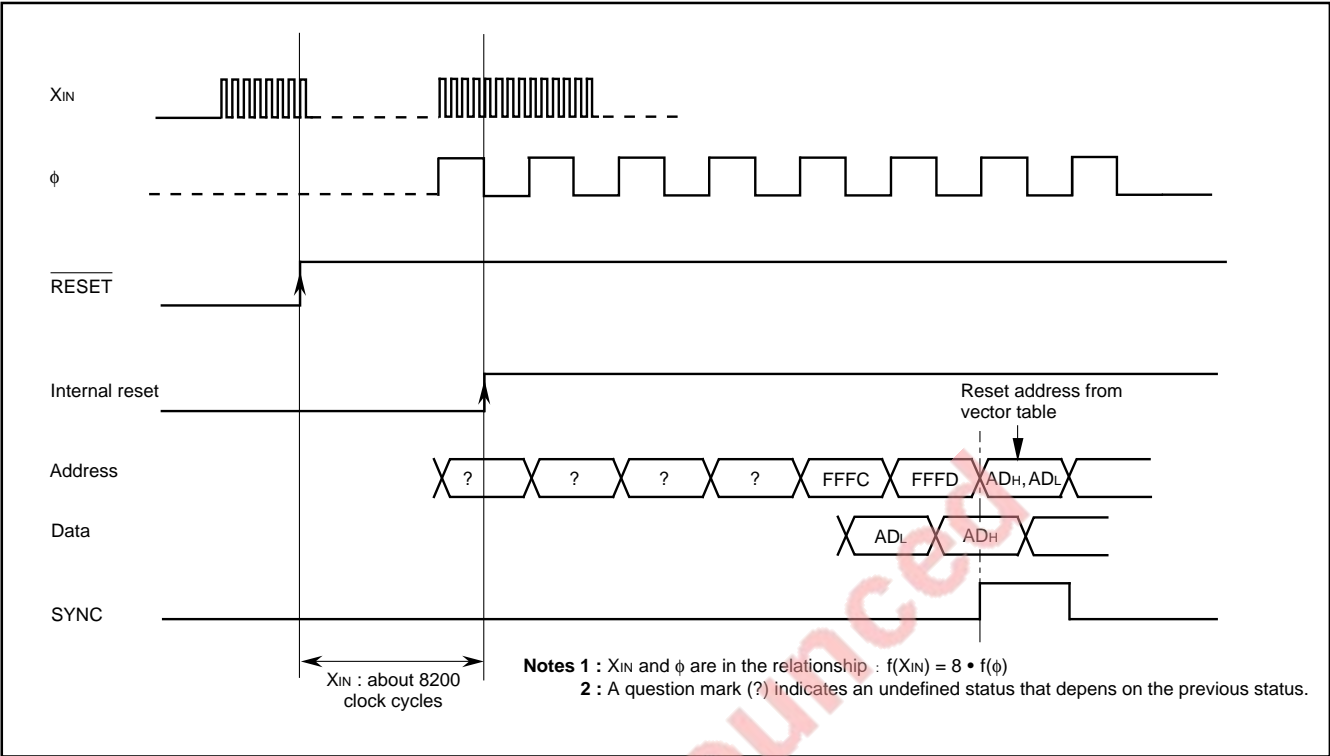 XIN
ϕ
RESET
Internal reset
Reset address from
vector table
Address
? ? ? ? FFFC FFFD ADH, ADL
Data
ADL ADH
SYNC
XIN : about 8200
clock cycles
Notes 1 : XIN and ϕ are in the relationship : f(XIN) = 8 • f(ϕ)
2 : A question mark (?) indicates an undefined status that depens on the previous status.